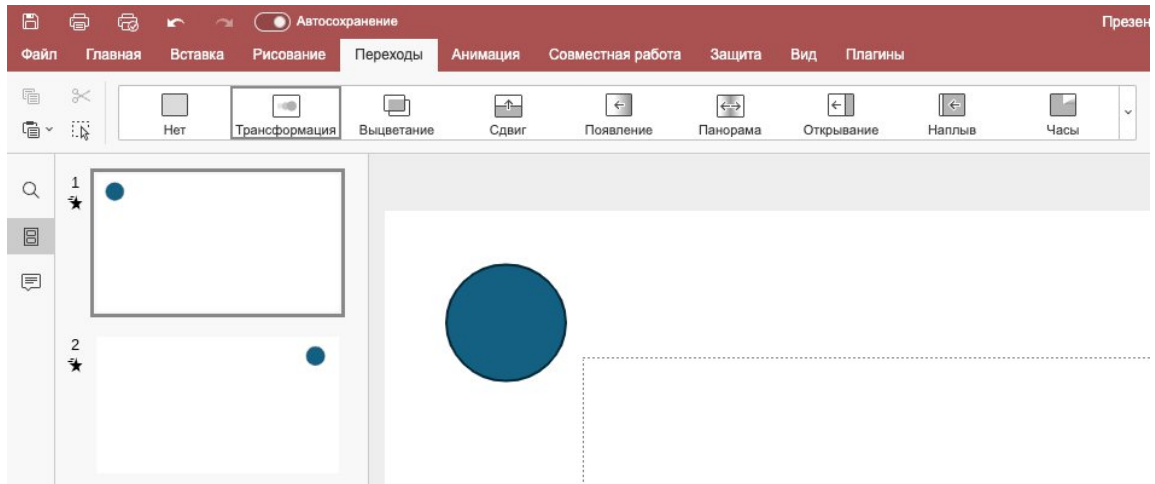 Автосохранение
Презен
Файл Главная Вставка Рисование Переходы Анимация Совместная работа Защита Вид Плагины
Нет Трансформация Выцветание Сдвиг Появление Панорама Открывание Наплыв Часы
1
2